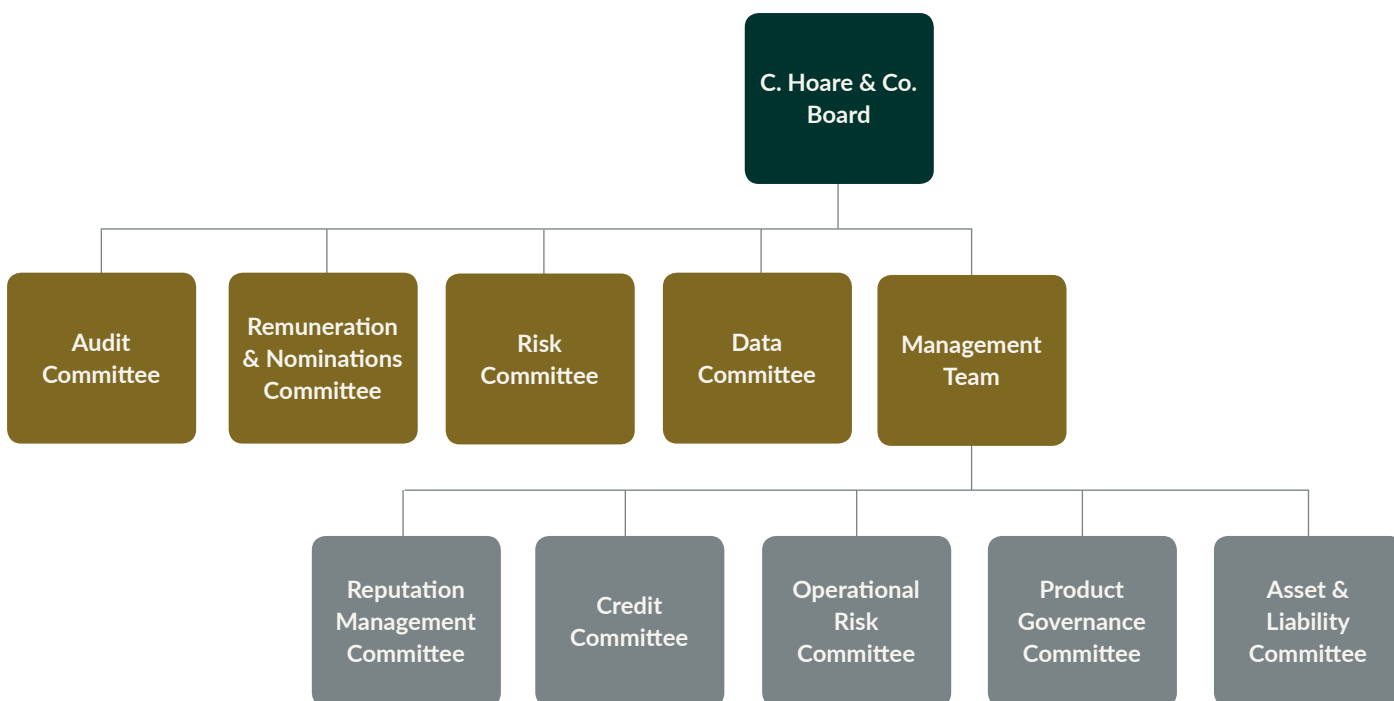 C. Hoare & Co.
Board
Audit
Committee
Remuneration
& Nominations
Committee
Risk
Committee
Data
Committee
Management
Team
Reputation
Management
Committee
Credit
Committee
Operational
Risk
Committee
Product
Governance
Committee
Asset &
Liability
Committee